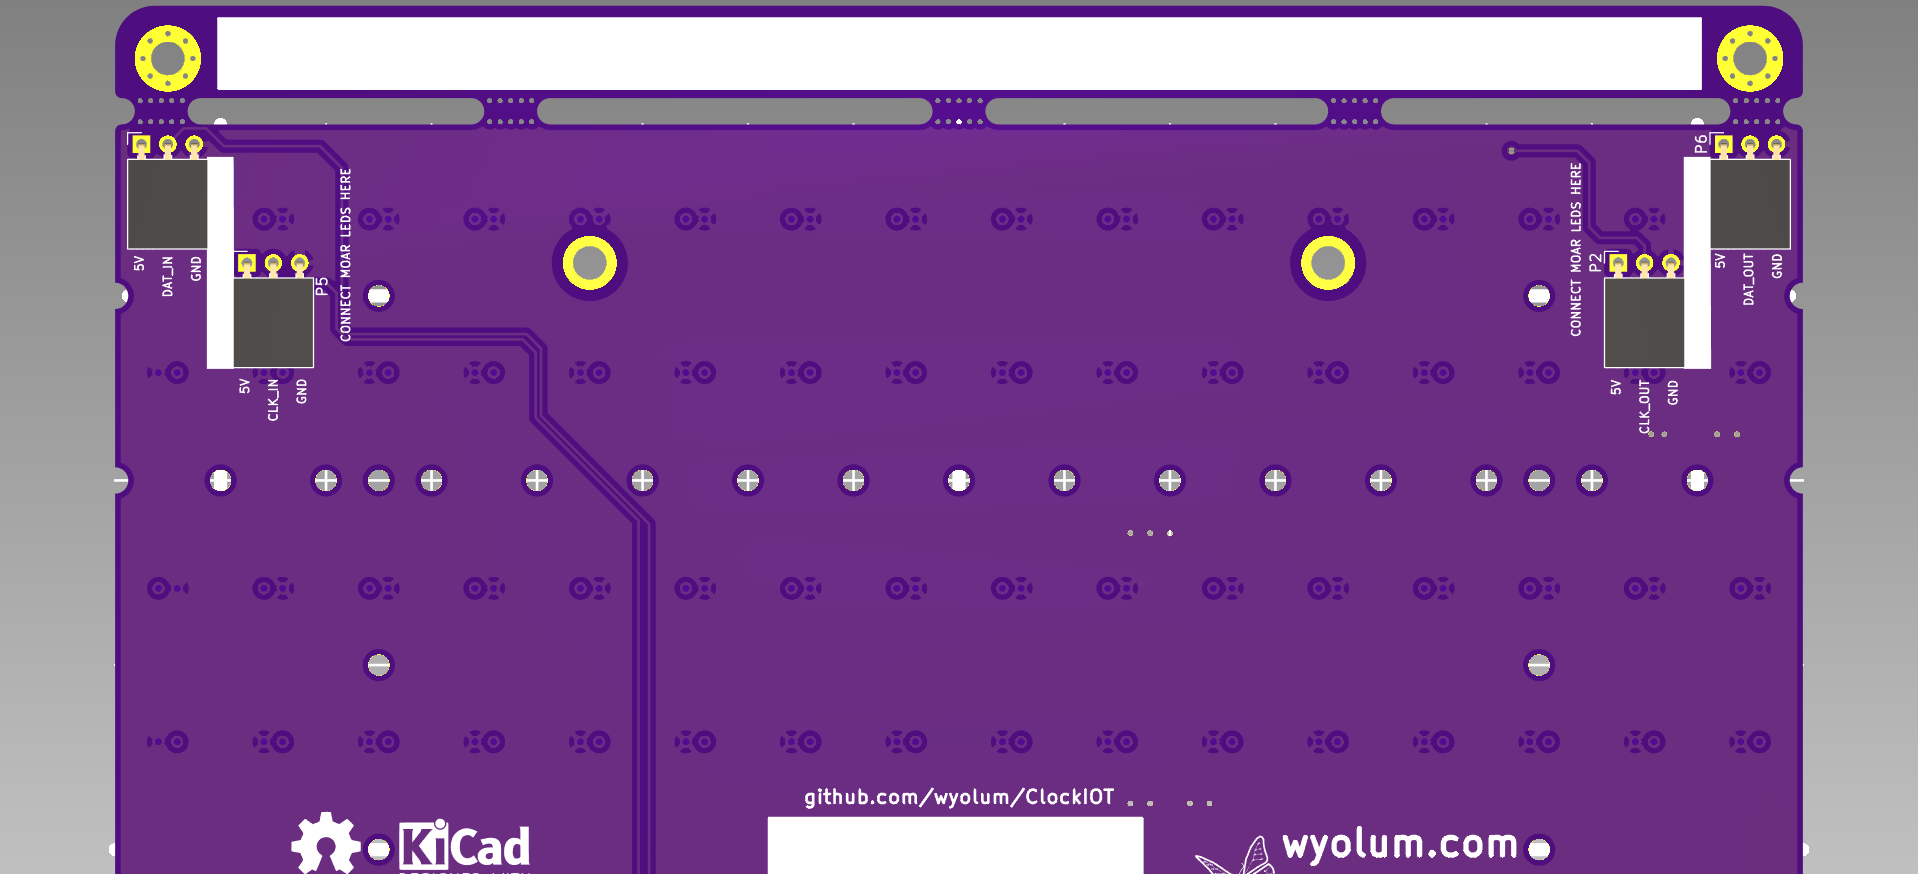 P6
5V
DAT_IN
GND
P5
CONNECT MOAR LEDS HERE
CONNECT MOAR LEDS HERE
P2
5V
DAT_OUT
GND
5V
CLK_IN
GND
5V
CLK_OUT
GND
github.com/wyolum/ClockIOT
KiCad
wyolum.com